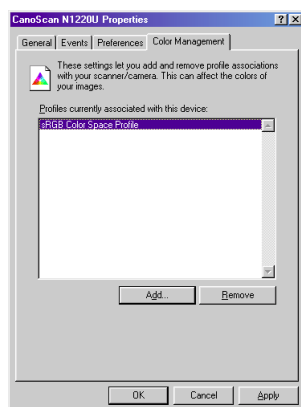 CanoScan N1220U Properties
General Events Preferences Color Management
These settings let you add and remove profile associations
with your scanner/camera. This can affect the colors of
your images.
Profiles currently associated with this device:
sRGB Color Space Profile
Add... Remove
OK Cancel Apply